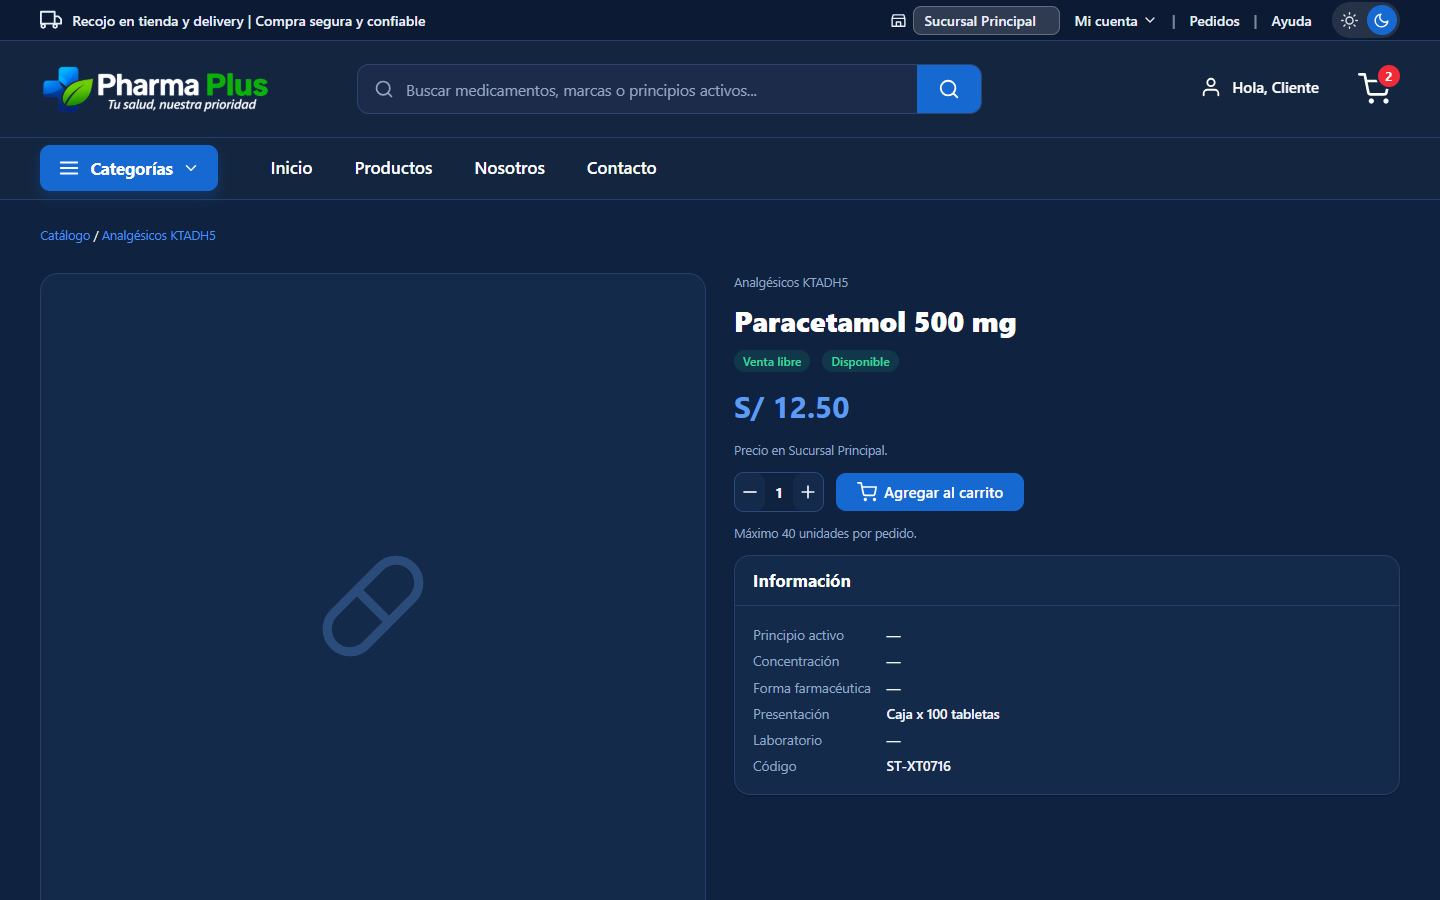 Recojo en tienda y delivery | Compra segura y confiable
Sucursal Principal
Mi cuenta | Pedidos | Ayuda
Pharma Plus
Tu salud, nuestra prioridad
Buscar medicamentos, marcas o principios activos...
Hola, Cliente
2
Categorías
Inicio
Productos
Nosotros
Contacto
Catálogo / Analgésicos KTADH5
Analgésicos KTADH5
Paracetamol 500 mg
Venta libre
Disponible
S/ 12.50
Precio en Sucursal Principal.
1
Agregar al carrito
Máximo 40 unidades por pedido.
Información
Principio activo —
Concentración —
Forma farmacéutica —
Presentación Caja x 100 tabletas
Laboratorio —
Código ST-XT0716